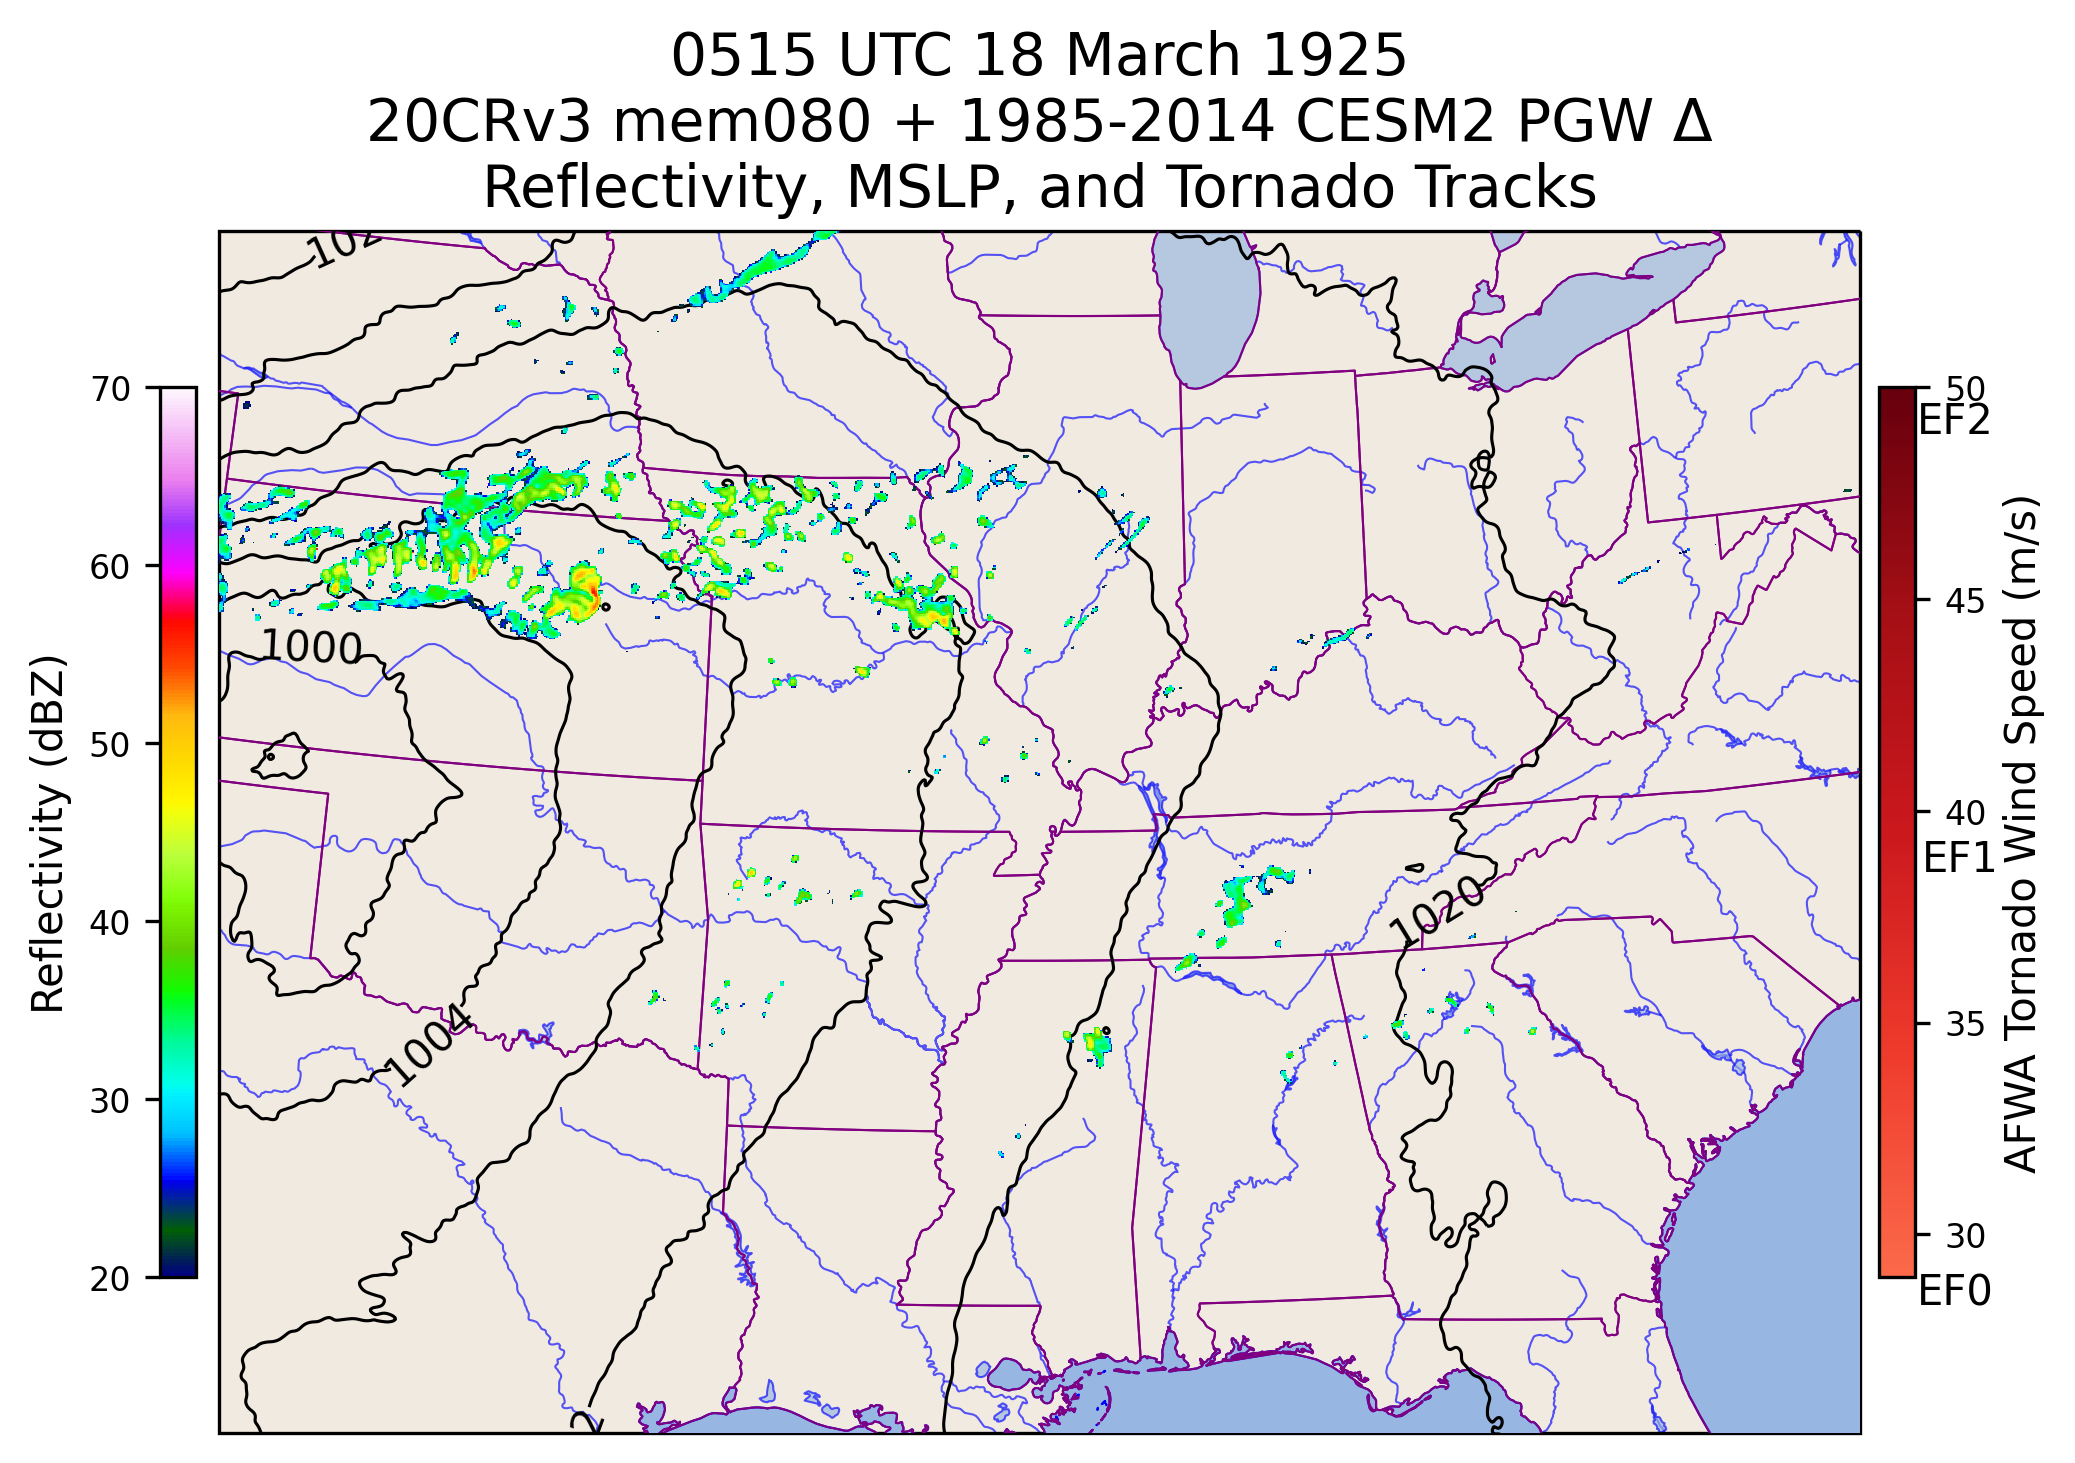 0515 UTC 18 March 1925
20CRv3 mem080 + 1985-2014 CESM2 PGW Δ
Reflectivity, MSLP, and Tornado Tracks
70
60
50
40
30
20
Reflectivity (dBZ)
1000
1004
1020
50
EF2
45
40
EF1
35
30
EF0
AFWA Tornado Wind Speed (m/s)